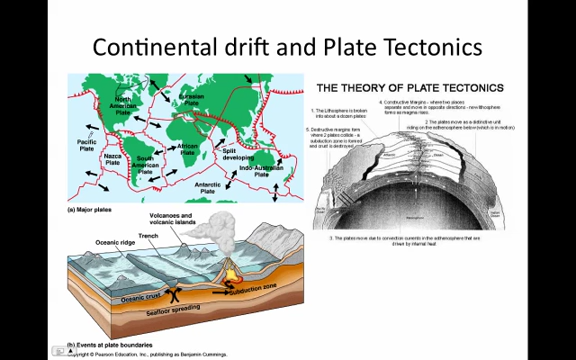 Continental drift and Plate Tectonics
North
American
Plate
Eurasian
Plate
Pacific
Plate
Nazca
Plate
South
American
Plate
African
Plate
Split
developing
Indo-Australian
Plate
Antarctic
Plate
(a) Major plates
Volcanoes and
volcanic islands
Trench
Oceanic ridge
Oceanic crust
Seafloor spreading
Subduction zone
(b) Events at plate boundaries
Copyright © Pearson Education, Inc., publishing as Benjamin Cummings.
THE THEORY OF PLATE TECTONICS
4. Constructive Margins - where two plates
separate and move in opposite directions - new lithosphere
forms as magma rises.
1. The Lithosphere is broken
into about a dozen plates
2. The plates move as a distinctive unit
riding on the asthenosphere below (which is in motion)
5. Destructive margins form
where 2 plates collide - a
subduction zone is formed
and crust is destroyed
3. The plates move due to convection currents in the asthenosphere that are
driven by internal heat